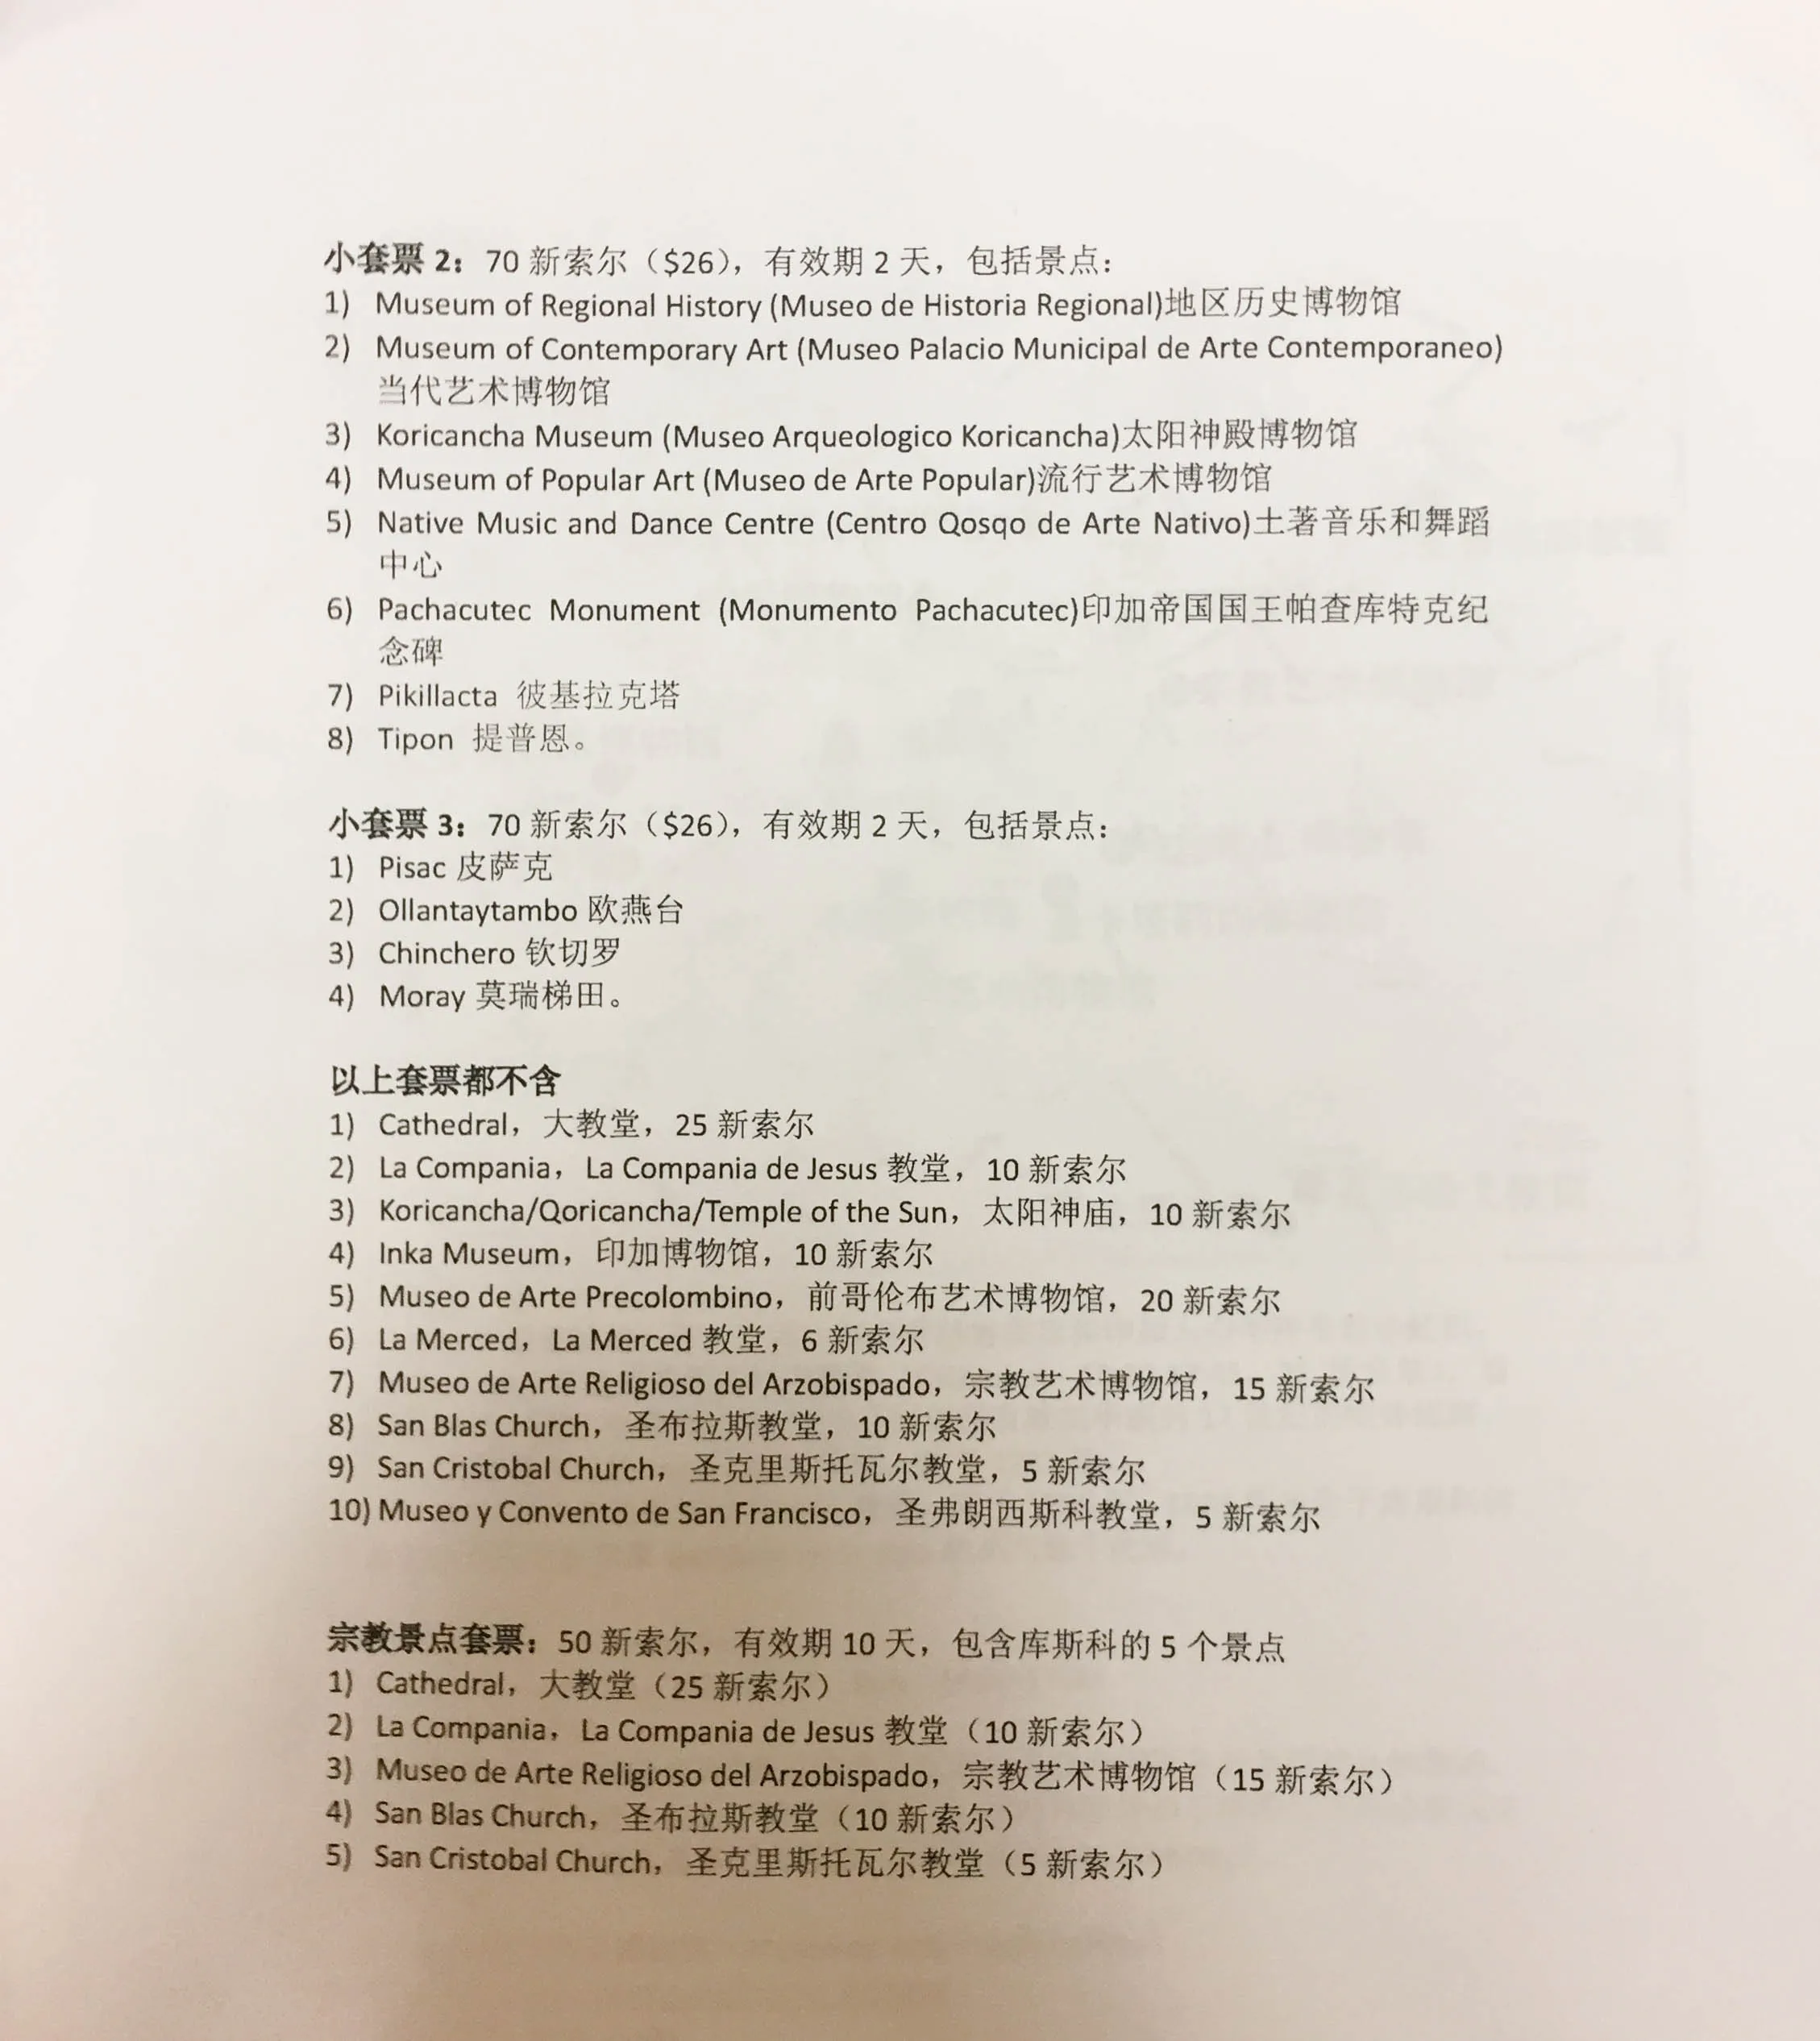 小套票 2：70 新索尔（$26），有效期 2 天，包括景点：
1) Museum of Regional History (Museo de Historia Regional)地区历史博物馆
2) Museum of Contemporary Art (Museo Palacio Municipal de Arte Contemporaneo)
当代艺术博物馆
3) Koricancha Museum (Museo Arqueologico Koricancha)太阳神殿博物馆
4) Museum of Popular Art (Museo de Arte Popular)流行艺术博物馆
5) Native Music and Dance Centre (Centro Qosqo de Arte Nativo)土著音乐和舞蹈
中心
6) Pachacutec Monument (Monumento Pachacutec)印加帝国国王帕查库特克纪
念碑
7) Pikillacta 彼基拉克塔
8) Tipon 提普恩。
小套票 3：70 新索尔（$26），有效期 2 天，包括景点：
1) Pisac 皮萨克
2) Ollantaytambo 欧燕台
3) Chinchero 钦切罗
4) Moray 莫瑞梯田。
以上套票都不含
1) Cathedral，大教堂，25 新索尔
2) La Compania，La Compania de Jesus 教堂，10 新索尔
3) Koricancha/Qoricancha/Temple of the Sun，太阳神庙，10 新索尔
4) Inka Museum，印加博物馆，10 新索尔
5) Museo de Arte Precolombino，前哥伦布艺术博物馆，20 新索尔
6) La Merced，La Merced 教堂，6 新索尔
7) Museo de Arte Religioso del Arzobispado，宗教艺术博物馆，15 新索尔
8) San Blas Church，圣布拉斯教堂，10 新索尔
9) San Cristobal Church，圣克里斯托瓦尔教堂，5 新索尔
10) Museo y Convento de San Francisco，圣弗朗西斯科教堂，5 新索尔
宗教景点套票：50 新索尔，有效期 10 天，包含库斯科的 5 个景点
1) Cathedral，大教堂（25 新索尔）
2) La Compania，La Compania de Jesus 教堂（10 新索尔）
3) Museo de Arte Religioso del Arzobispado，宗教艺术博物馆（15 新索尔）
4) San Blas Church，圣布拉斯教堂（10 新索尔）
5) San Cristobal Church，圣克里斯托瓦尔教堂（5 新索尔）